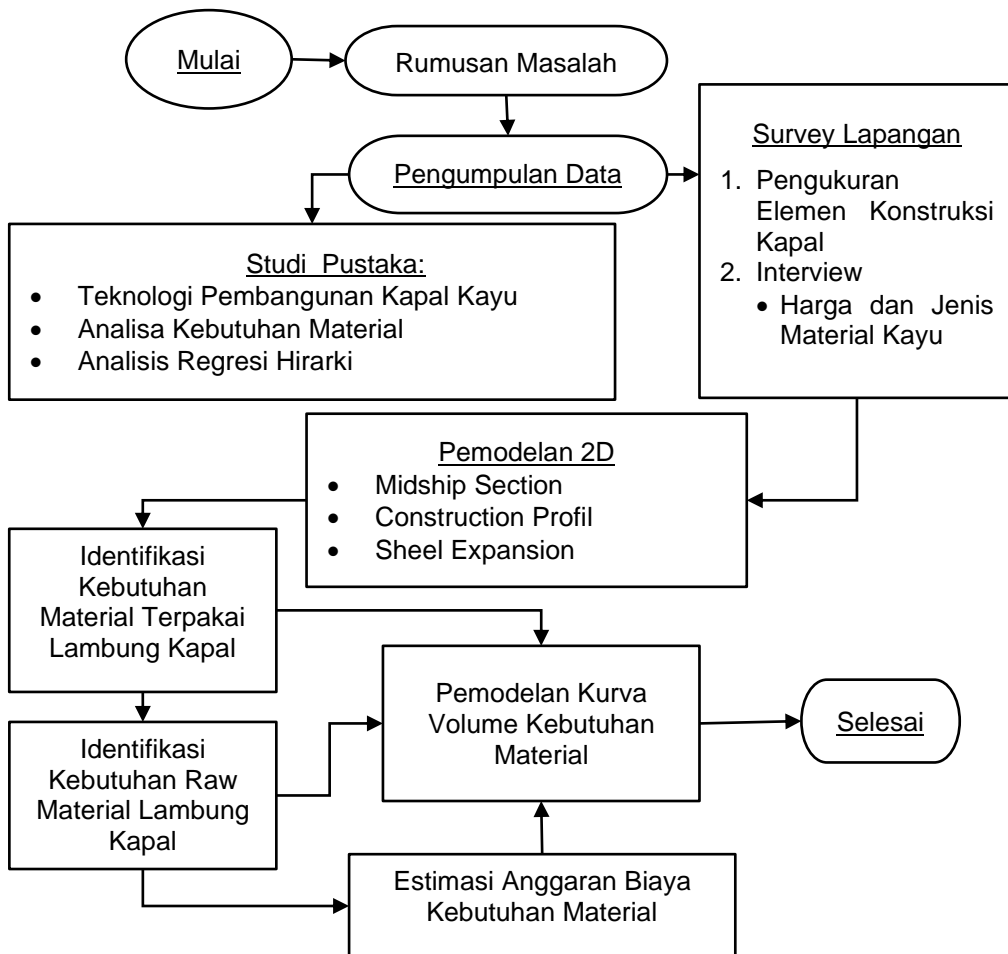 Mulai
Rumusan Masalah
Pengumpulan Data
Survey Lapangan
1. Pengukuran
Elemen Konstruksi
Kapal
2. Interview
• Harga dan Jenis
Material Kayu
Studi Pustaka:
• Teknologi Pembangunan Kapal Kayu
• Analisa Kebutuhan Material
• Analisis Regresi Hirarki
Pemodelan 2D
• Midship Section
• Construction Profil
• Sheel Expansion
Identifikasi
Kebutuhan
Material Terpakai
Lambung Kapal
Pemodelan Kurva
Volume Kebutuhan
Material
Selesai
Identifikasi
Kebutuhan Raw
Material Lambung
Kapal
Estimasi Anggaran Biaya
Kebutuhan Material